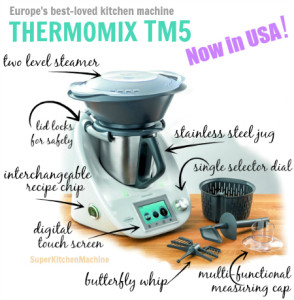 Europe's best-loved kitchen machine
THERMOMIX TM5
Now in USA!
two level steamer
lid locks
for safety
stainless steel jug
single selector dial
interchangeable
recipe chip
digital
touch screen
SuperKitchenMachine
butterfly whip
multi-functional
measuring cap